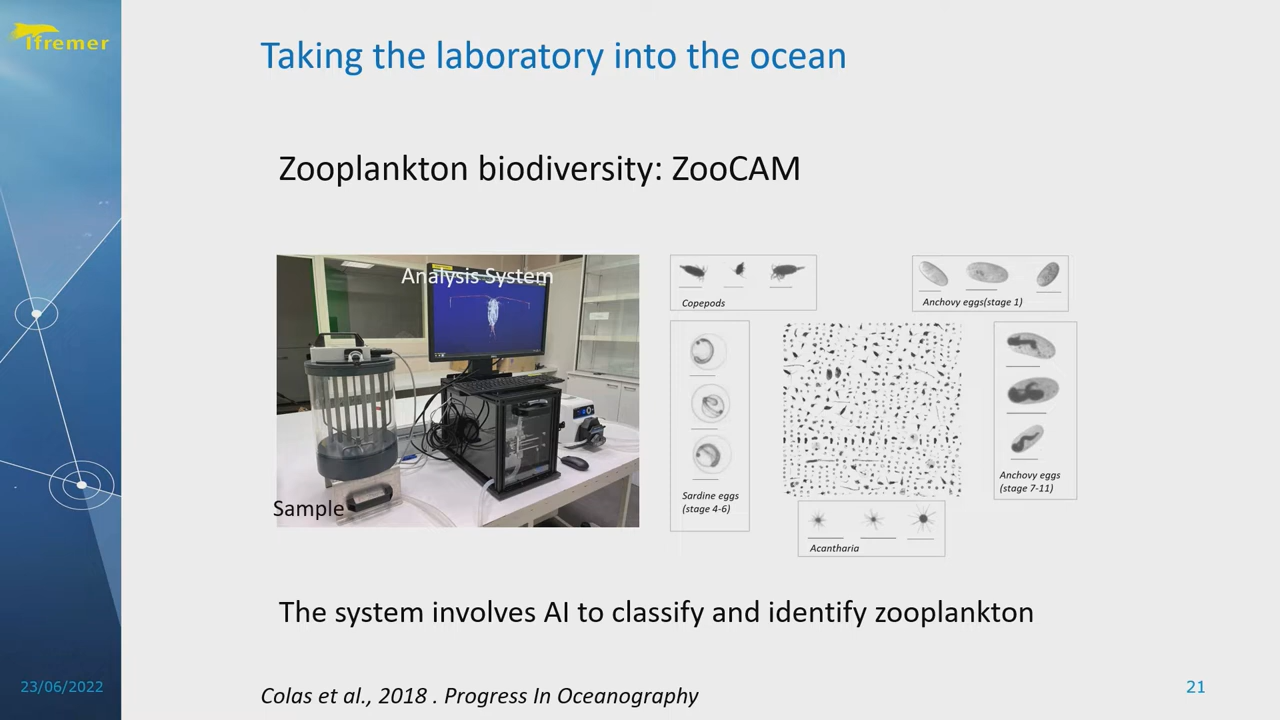 Ifremer
Taking the laboratory into the ocean
Zooplankton biodiversity: ZooCAM
Analysis System
Sample
Copepods
Anchovy eggs(stage 1)
Sardine eggs
(stage 4-6)
Anchovy eggs
(stage 7-11)
Acantharia
The system involves AI to classify and identify zooplankton
Colas et al., 2018 . Progress In Oceanography
23/06/2022
21